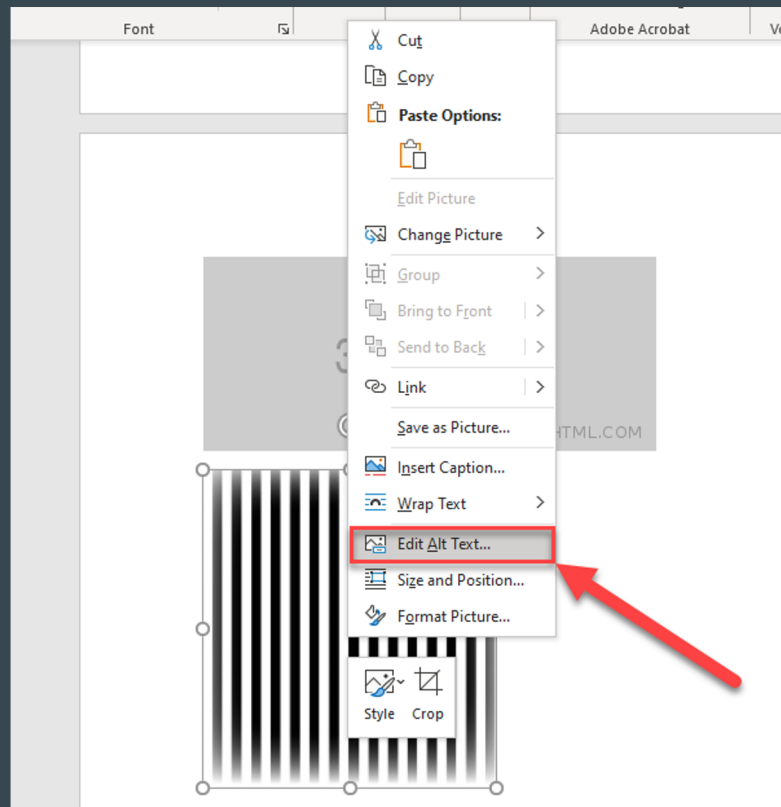 Font
Adobe Acrobat
Cut
Copy
Paste Options:
Edit Picture
Change Picture
Group
Bring to Front
Send to Back
Link
Save as Picture...
Insert Caption...
Wrap Text
Edit Alt Text...
Size and Position...
Format Picture...
3
HTML.COM
Style
Crop